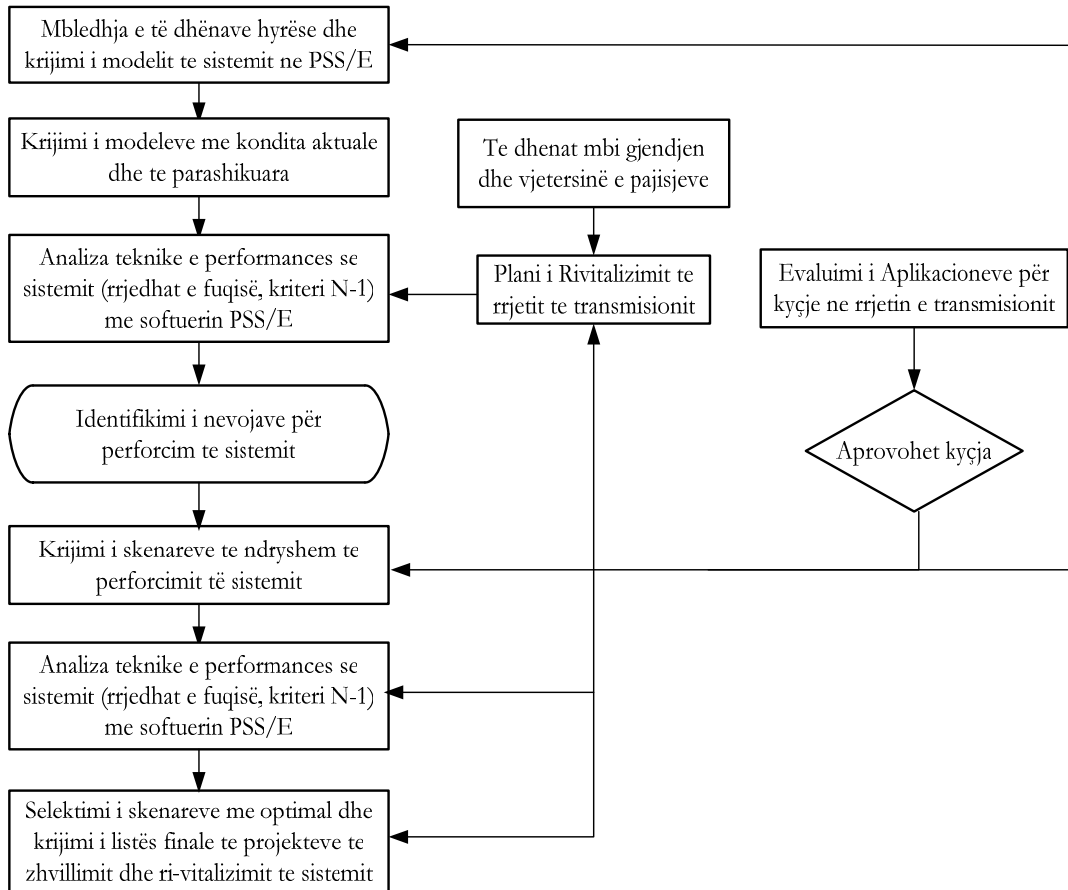 Mbledhja e të dhënave hyrëse dhe
krijimi i modelit te sistemit ne PSS/E
Krijimi i modeleve me kondita aktuale
dhe te parashikuara
Te dhenat mbi gjendjen
dhe vjetersinë e pajisjeve
Analiza teknike e performances se
sistemit (rrjedhat e fuqisë, kriteri N-1)
me softuerin PSS/E
Plani i Rivitalizimit te
rrjetit te transmisionit
Evaluimi i Aplikacioneve për
kyçje ne rrjetin e transmisionit
Identifikimi i nevojave për
perforcim te sistemit
Aprovohet kyçja
Krijimi i skenareve te ndryshem te
perforcimit të sistemit
Analiza teknike e performances se
sistemit (rrjedhat e fuqisë, kriteri N-1)
me softuerin PSS/E
Selektimi i skenareve me optimal dhe
krijimi i listës finale te projekteve te
zhvillimit dhe ri-vitalizimit te sistemit